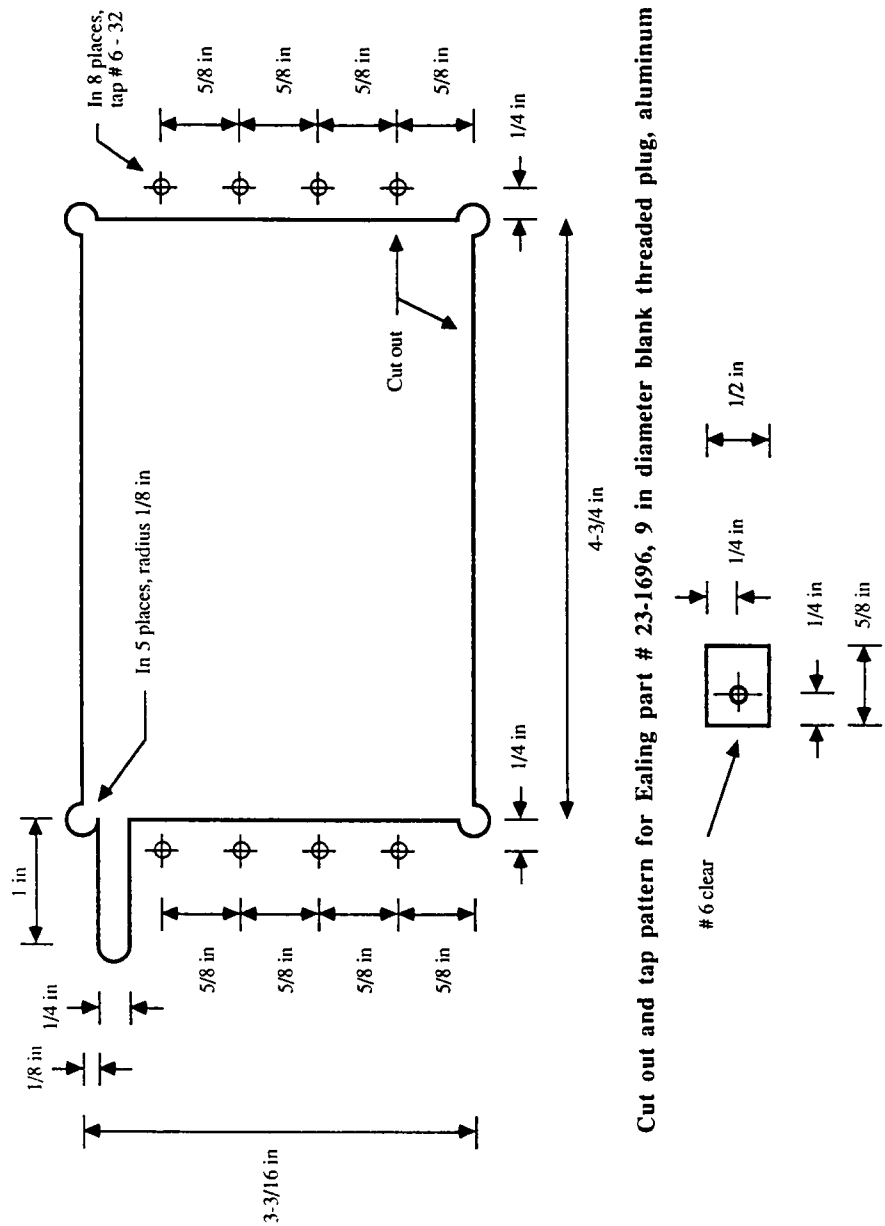 In 8 places,
tap # 6 - 32
5/8 in
5/8 in
5/8 in
5/8 in
1/4 in
In 5 places, radius 1/8 in
Cut out
4-3/4 in
1 in
1/4 in
1/8 in
1/4 in
5/8 in
5/8 in
5/8 in
5/8 in
3-3/16 in
Cut out and tap pattern for Ealing part # 23-1696, 9 in diameter blank threaded plug, aluminum
# 6 clear
1/4 in
1/2 in
1/4 in
5/8 in